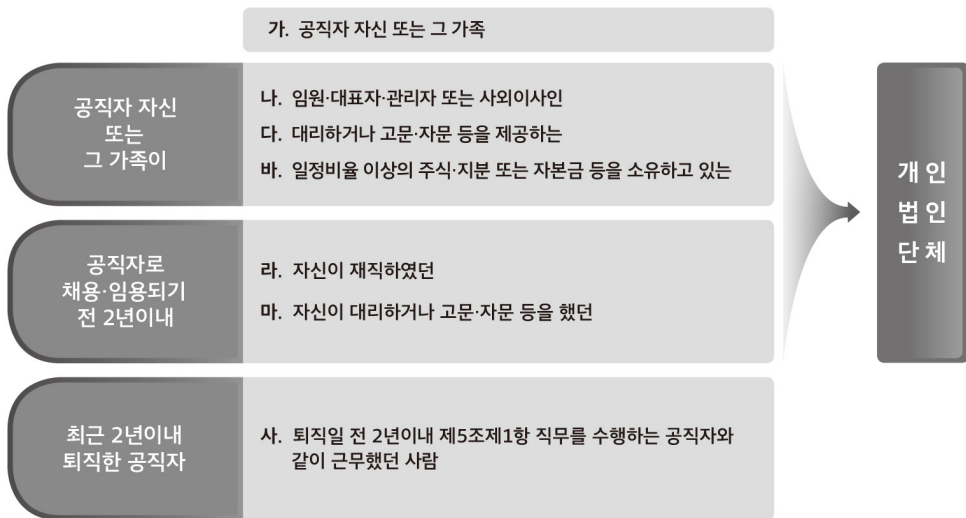 가. 공직자 자신 또는 그 가족
공직자 자신
또는
그 가족이
나. 임원·대표자·관리자 또는 사외이사인
다. 대리하거나 고문·자문 등을 제공하는
바. 일정비율 이상의 주식·지분 또는 자본금 등을 소유하고 있는
개인
법인
단체
공직자로
채용·임용되기
전 2년이내
라. 자신이 재직하였던
마. 자신이 대리하거나 고문·자문 등을 했던
최근 2년이내
퇴직한 공직자
사. 퇴직일 전 2년이내 제5조제1항 직무를 수행하는 공직자와
같이 근무했던 사람